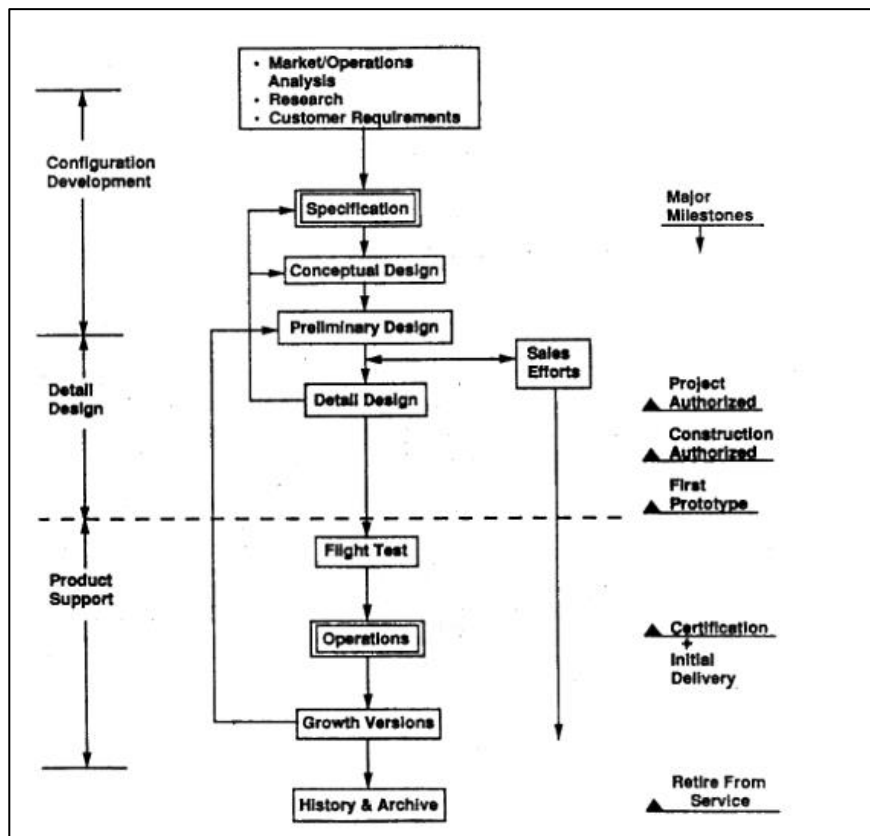 • Market/Operations
Analysis
• Research
• Customer Requirements
Configuration
Development
Specification
Major
Milestones
Conceptual Design
Preliminary Design
Sales
Efforts
Detail
Design
Detail Design
Project
Authorized
Construction
Authorized
First
Prototype
Flight Test
Product
Support
Operations
Certification
+
Initial
Delivery
Growth Versions
History & Archive
Retire From
Service